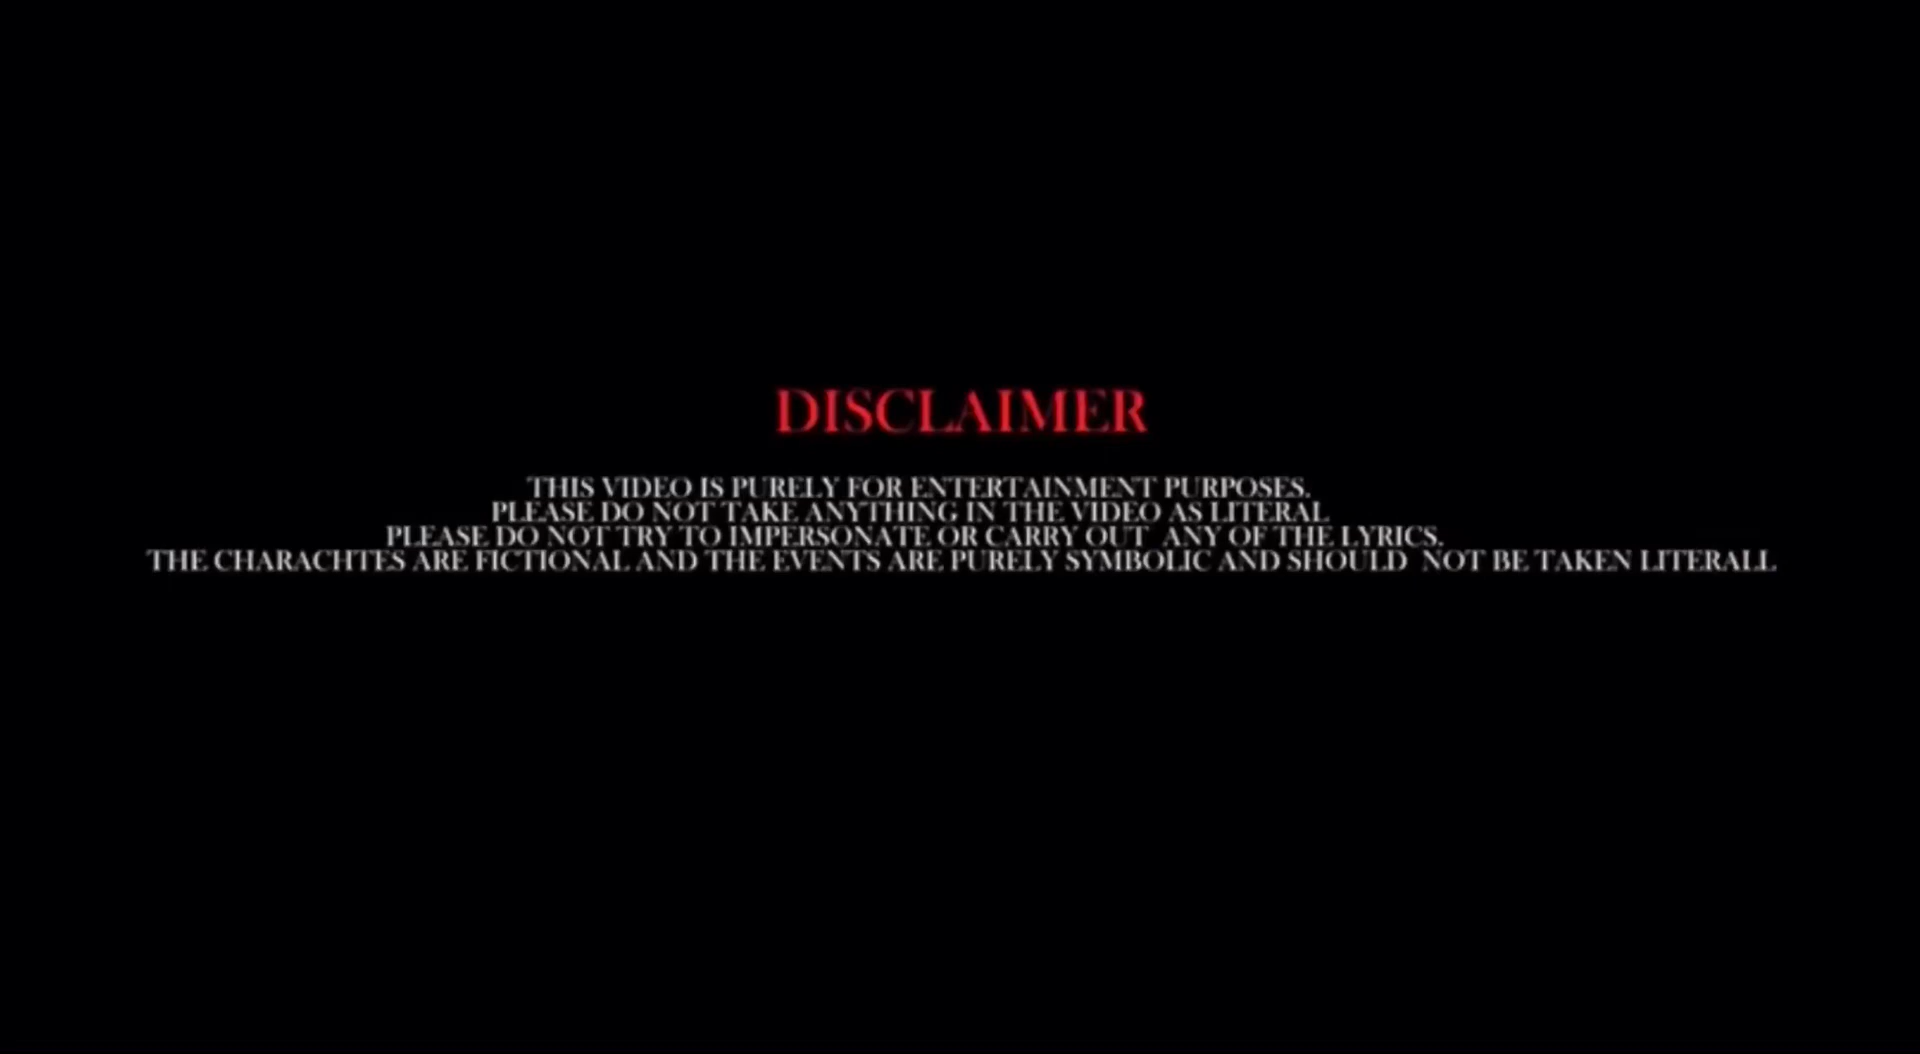 DISCLAIMER
THIS VIDEO IS PURELY FOR ENTERTAINMENT PURPOSES.
PLEASE DO NOT TAKE ANYTHING IN THE VIDEO AS LITERAL
PLEASE DO NOT TRY TO IMPERSONATE OR CARRY OUT  ANY OF THE LYRICS.
THE CHARACHTES ARE FICTIONAL AND THE EVENTS ARE PURELY SYMBOLIC AND SHOULD  NOT BE TAKEN LITERALL